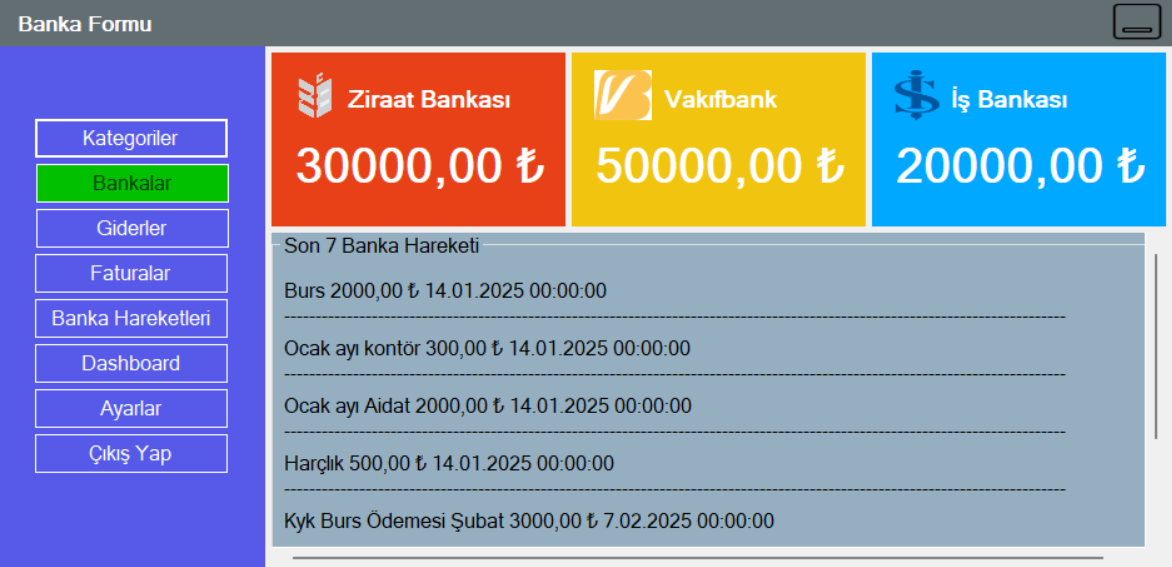 Banka Formu
Kategoriler
Bankalar
Giderler
Faturalar
Banka Hareketleri
Dashboard
Ayarlar
Çıkış Yap
Ziraat Bankası
30000,00 ₺
Vakıfbank
50000,00 ₺
İş Bankası
20000,00 ₺
Son 7 Banka Hareketi
Burs 2000,00 ₺ 14.01.2025 00:00:00
Ocak ayı kontör 300,00 ₺ 14.01.2025 00:00:00
Ocak ayı Aidat 2000,00 ₺ 14.01.2025 00:00:00
Harçlık 500,00 ₺ 14.01.2025 00:00:00
Kyk Burs Ödemesi Şubat 3000,00 ₺ 7.02.2025 00:00:00